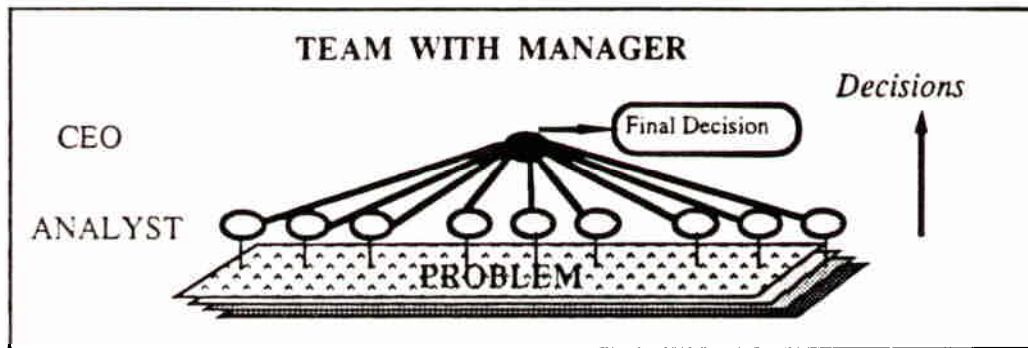 TEAM WITH MANAGER
Decisions
CEO
Final Decision
ANALYST
PROBLEM